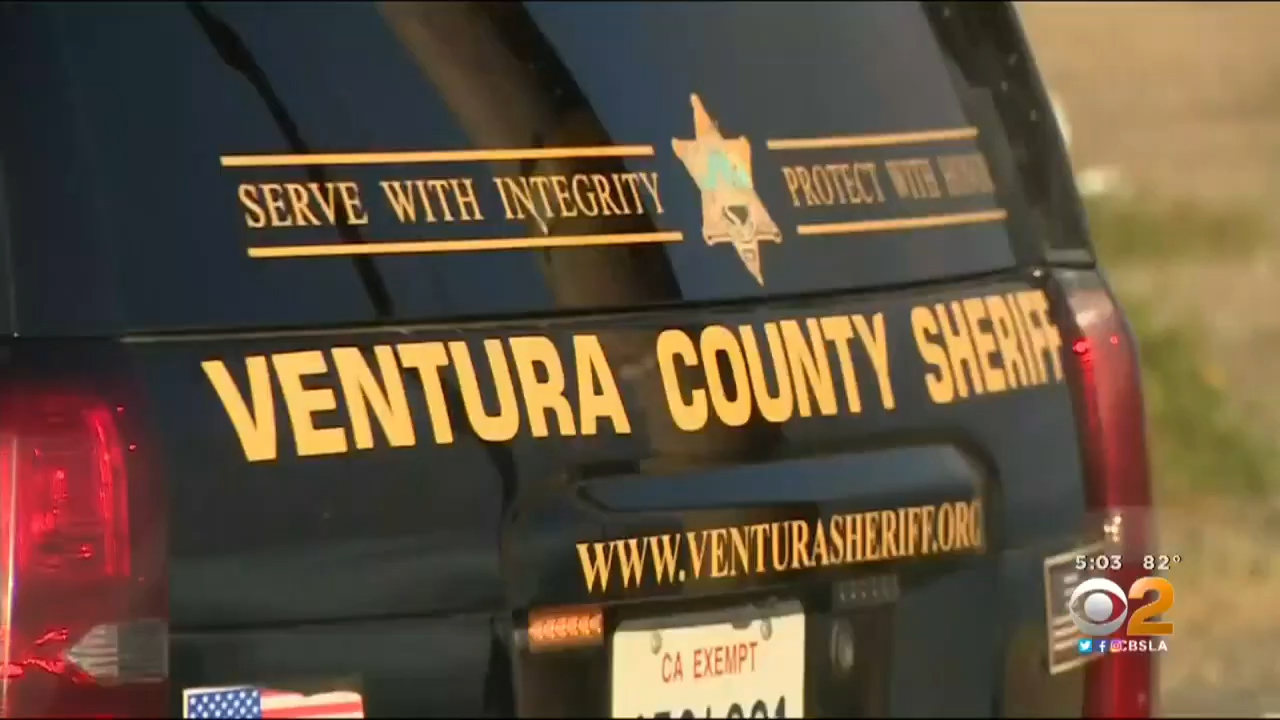 SERVE WITH INTEGRITY PROTECT WITH
VENTURA COUNTY SHERIFF
WWW.VENTURASHERIFF.ORG
CA EXEMPT
5:03 82°
2
CBSLA